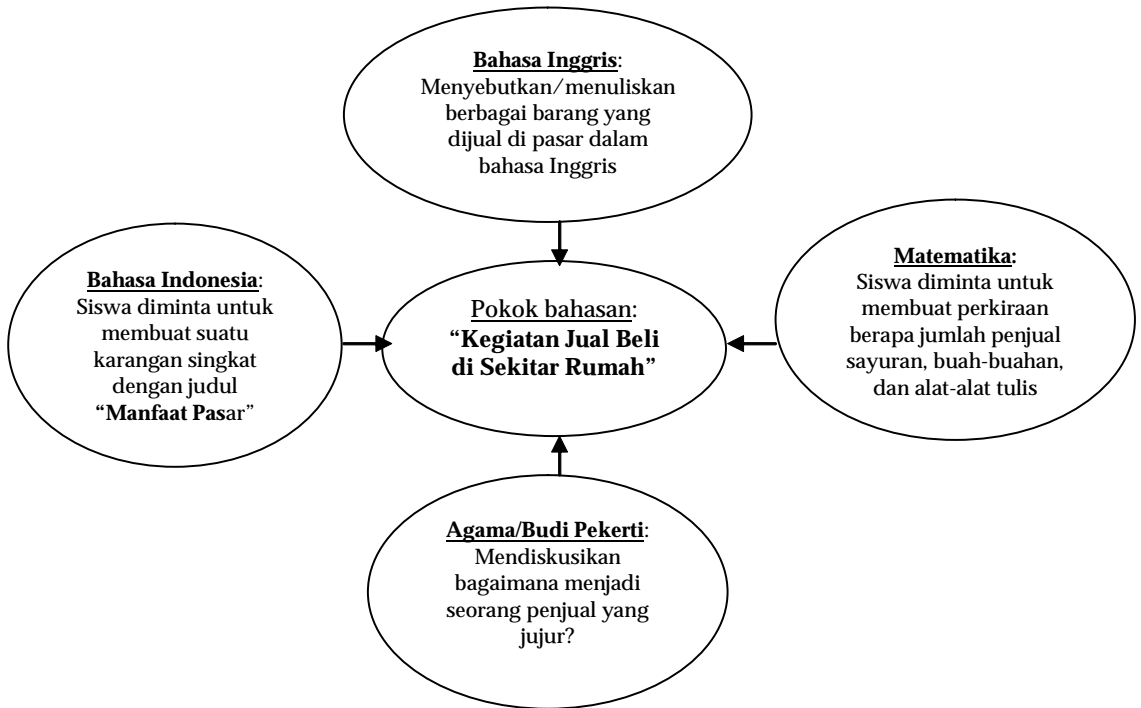 Bahasa Inggris:
Menyebutkan/menuliskan
berbagai barang yang
dijual di pasar dalam
bahasa Inggris
Bahasa Indonesia:
Siswa diminta untuk
membuat suatu
karangan singkat
dengan judul
“Manfaat Pasar”
Pokok bahasan:
“Kegiatan Jual Beli
di Sekitar Rumah”
Matematika:
Siswa diminta untuk
membuat perkiraan
berapa jumlah penjual
sayuran, buah-buahan,
dan alat-alat tulis
Agama/Budi Pekerti:
Mendiskusikan
bagaimana menjadi
seorang penjual yang
jujur?